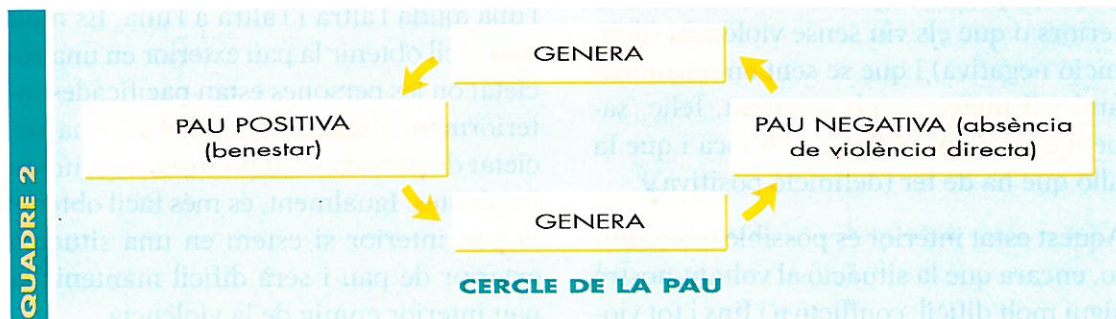 QUADRE 2
GENERA
PAU POSITIVA
(benestar)
PAU NEGATIVA (absència
de violència directa)
GENERA
CERCLE DE LA PAU